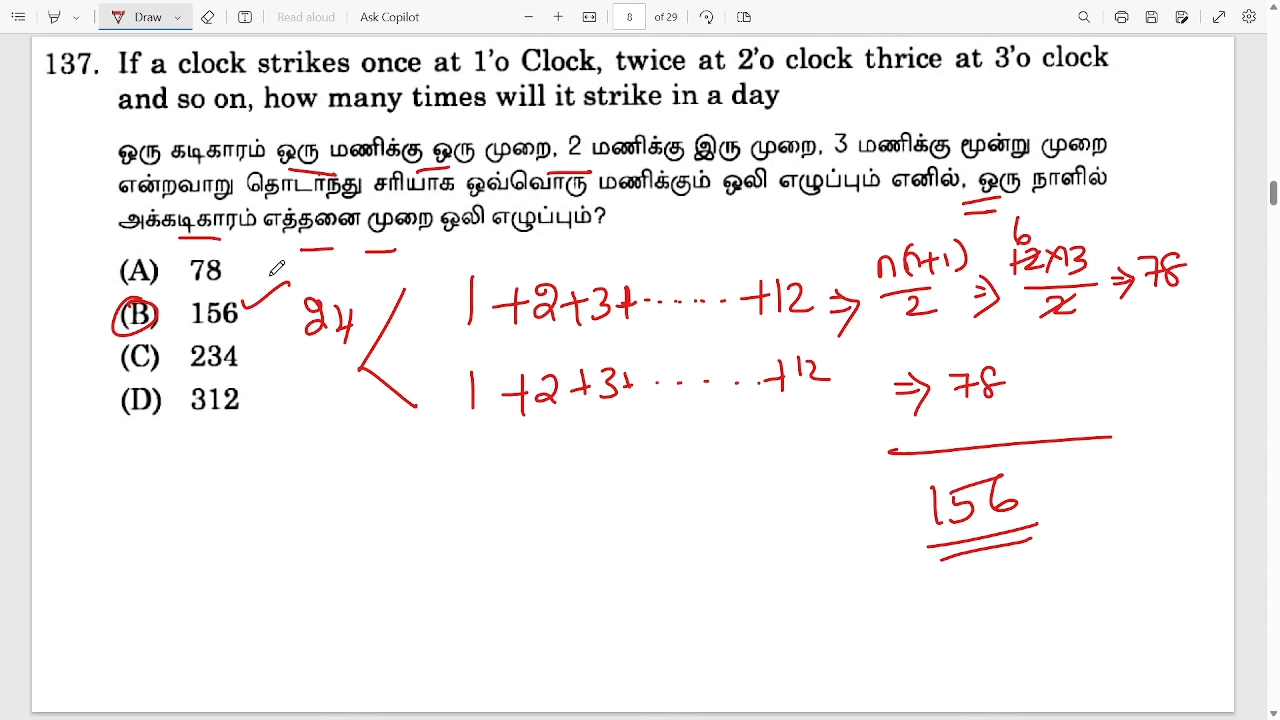 Draw
Read aloud
Ask Copilot
8
of 29
137. If a clock strikes once at 1'o Clock, twice at 2'o clock thrice at 3'o clock
and so on, how many times will it strike in a day
ஒரு கடிகாரம் ஒரு மணிக்கு ஒரு முறை, 2 மணிக்கு இரு முறை, 3 மணிக்கு மூன்று முறை
என்றவாறு தொடர்ந்து சரியாக ஒவ்வொரு மணிக்கும் ஒலி எழுப்பும் எனில், ஒரு நாளில்
அக்கடிகாரம் எத்தனை முறை ஒலி எழுப்பும்?
(A) 78
(B) 156
(C) 234
(D) 312
24
1+2+3+......+12 ⇒ n(n+1)/2 ⇒ 6 12×13/2 ⇒ 78
1+2+3+......+12 ⇒ 78
156